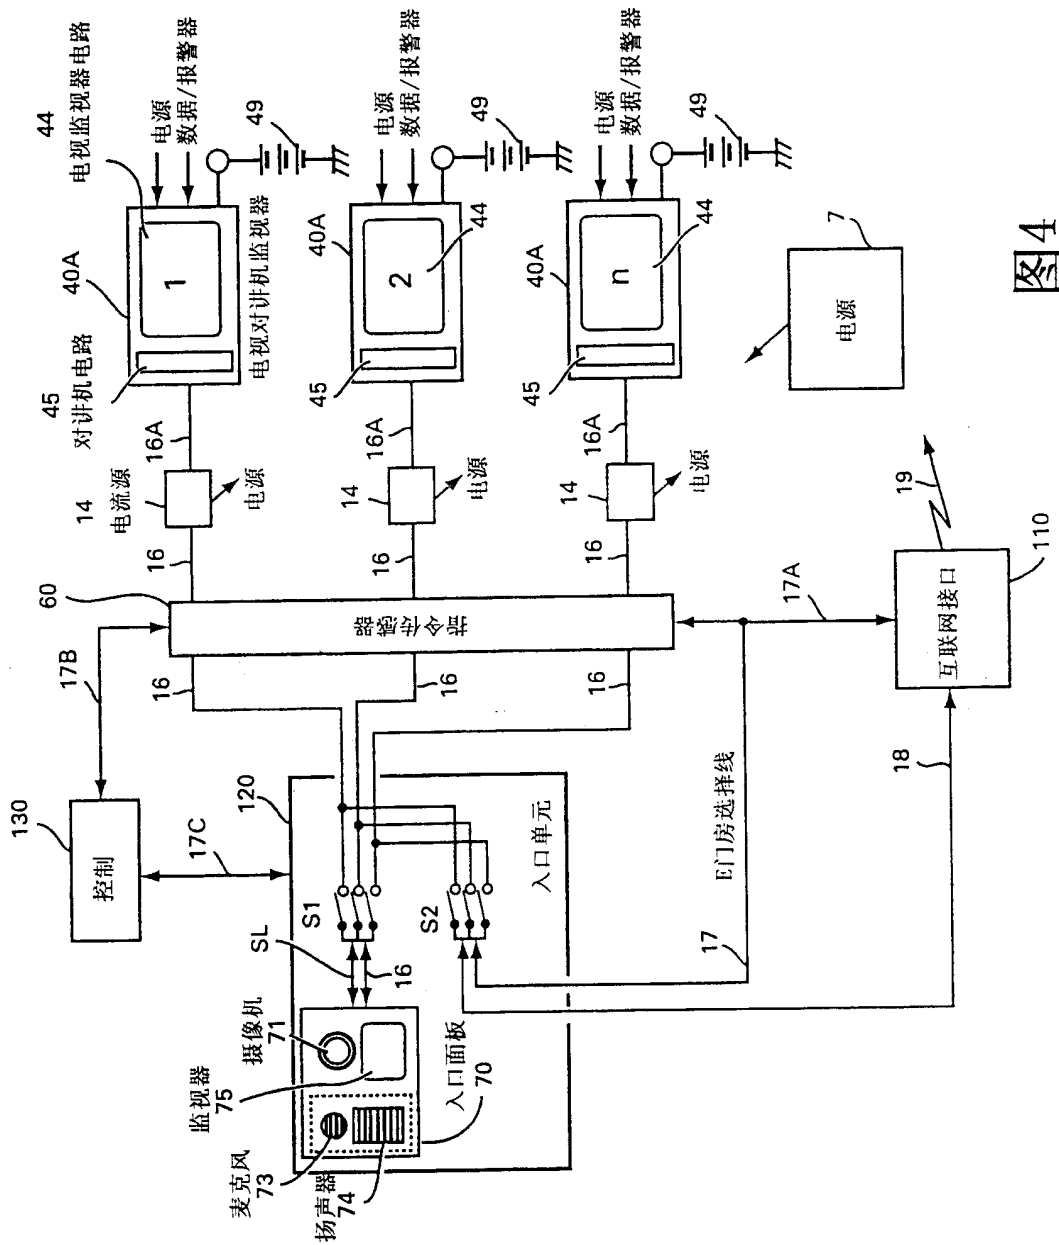 44
电视监视器电路
电源
数据/报警器
49
40A
1
45
对讲机电路
电视对讲机监视器
16A
14
电流源
电源
16
60
电源
数据/报警器
49
40A
2
44
45
16A
14
电源
16
电源
数据/报警器
49
40A
n
44
45
16A
14
电源
16
7
电源
指令传感器
17B
16
16
16
130
控制
17C
120
S1
S2
SL
16
入口单元
摄像机
71
监视器
75
麦克风
73
扬声器
74
入口面板
70
E门房选择线
17
17A
18
19
110
互联网接口
图4